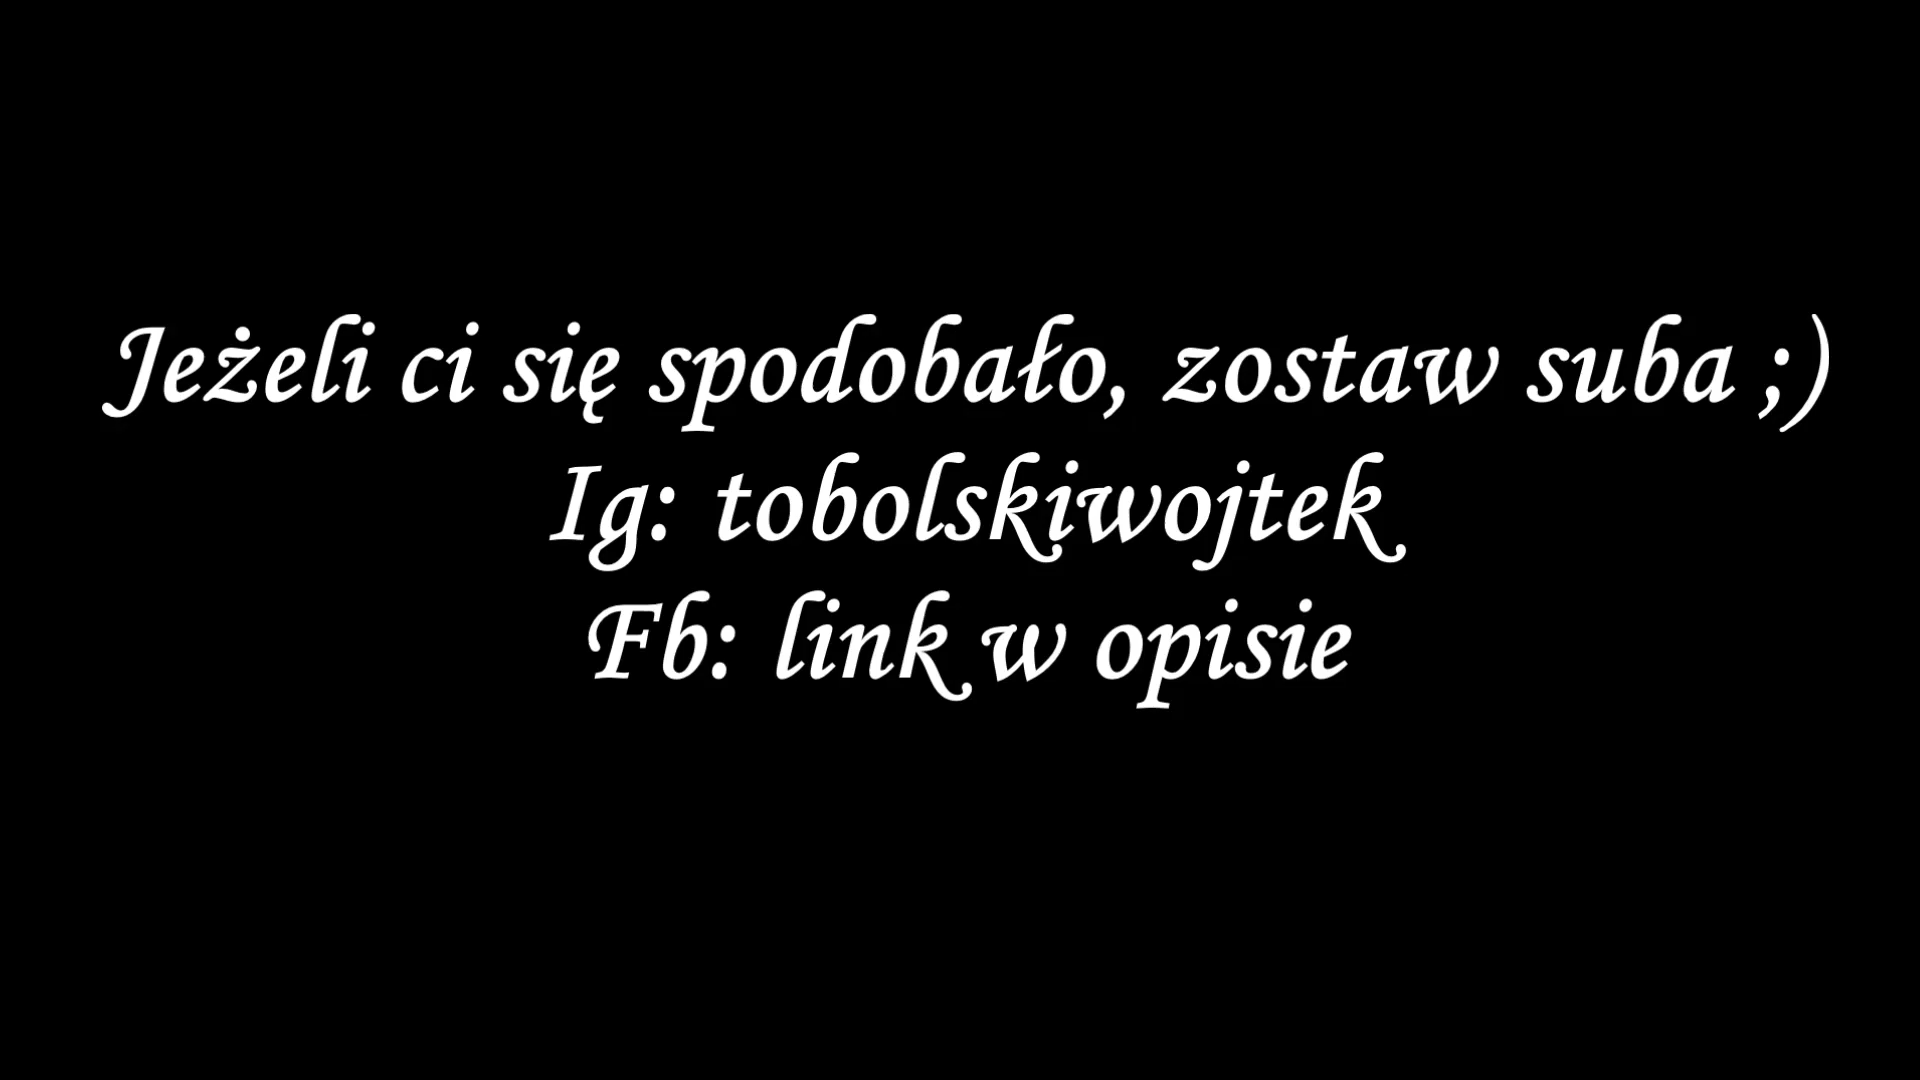 Jeżeli ci się spodobało, zostaw suba ;)
Ig: tobolskiwojtek
Fb: link w opisie